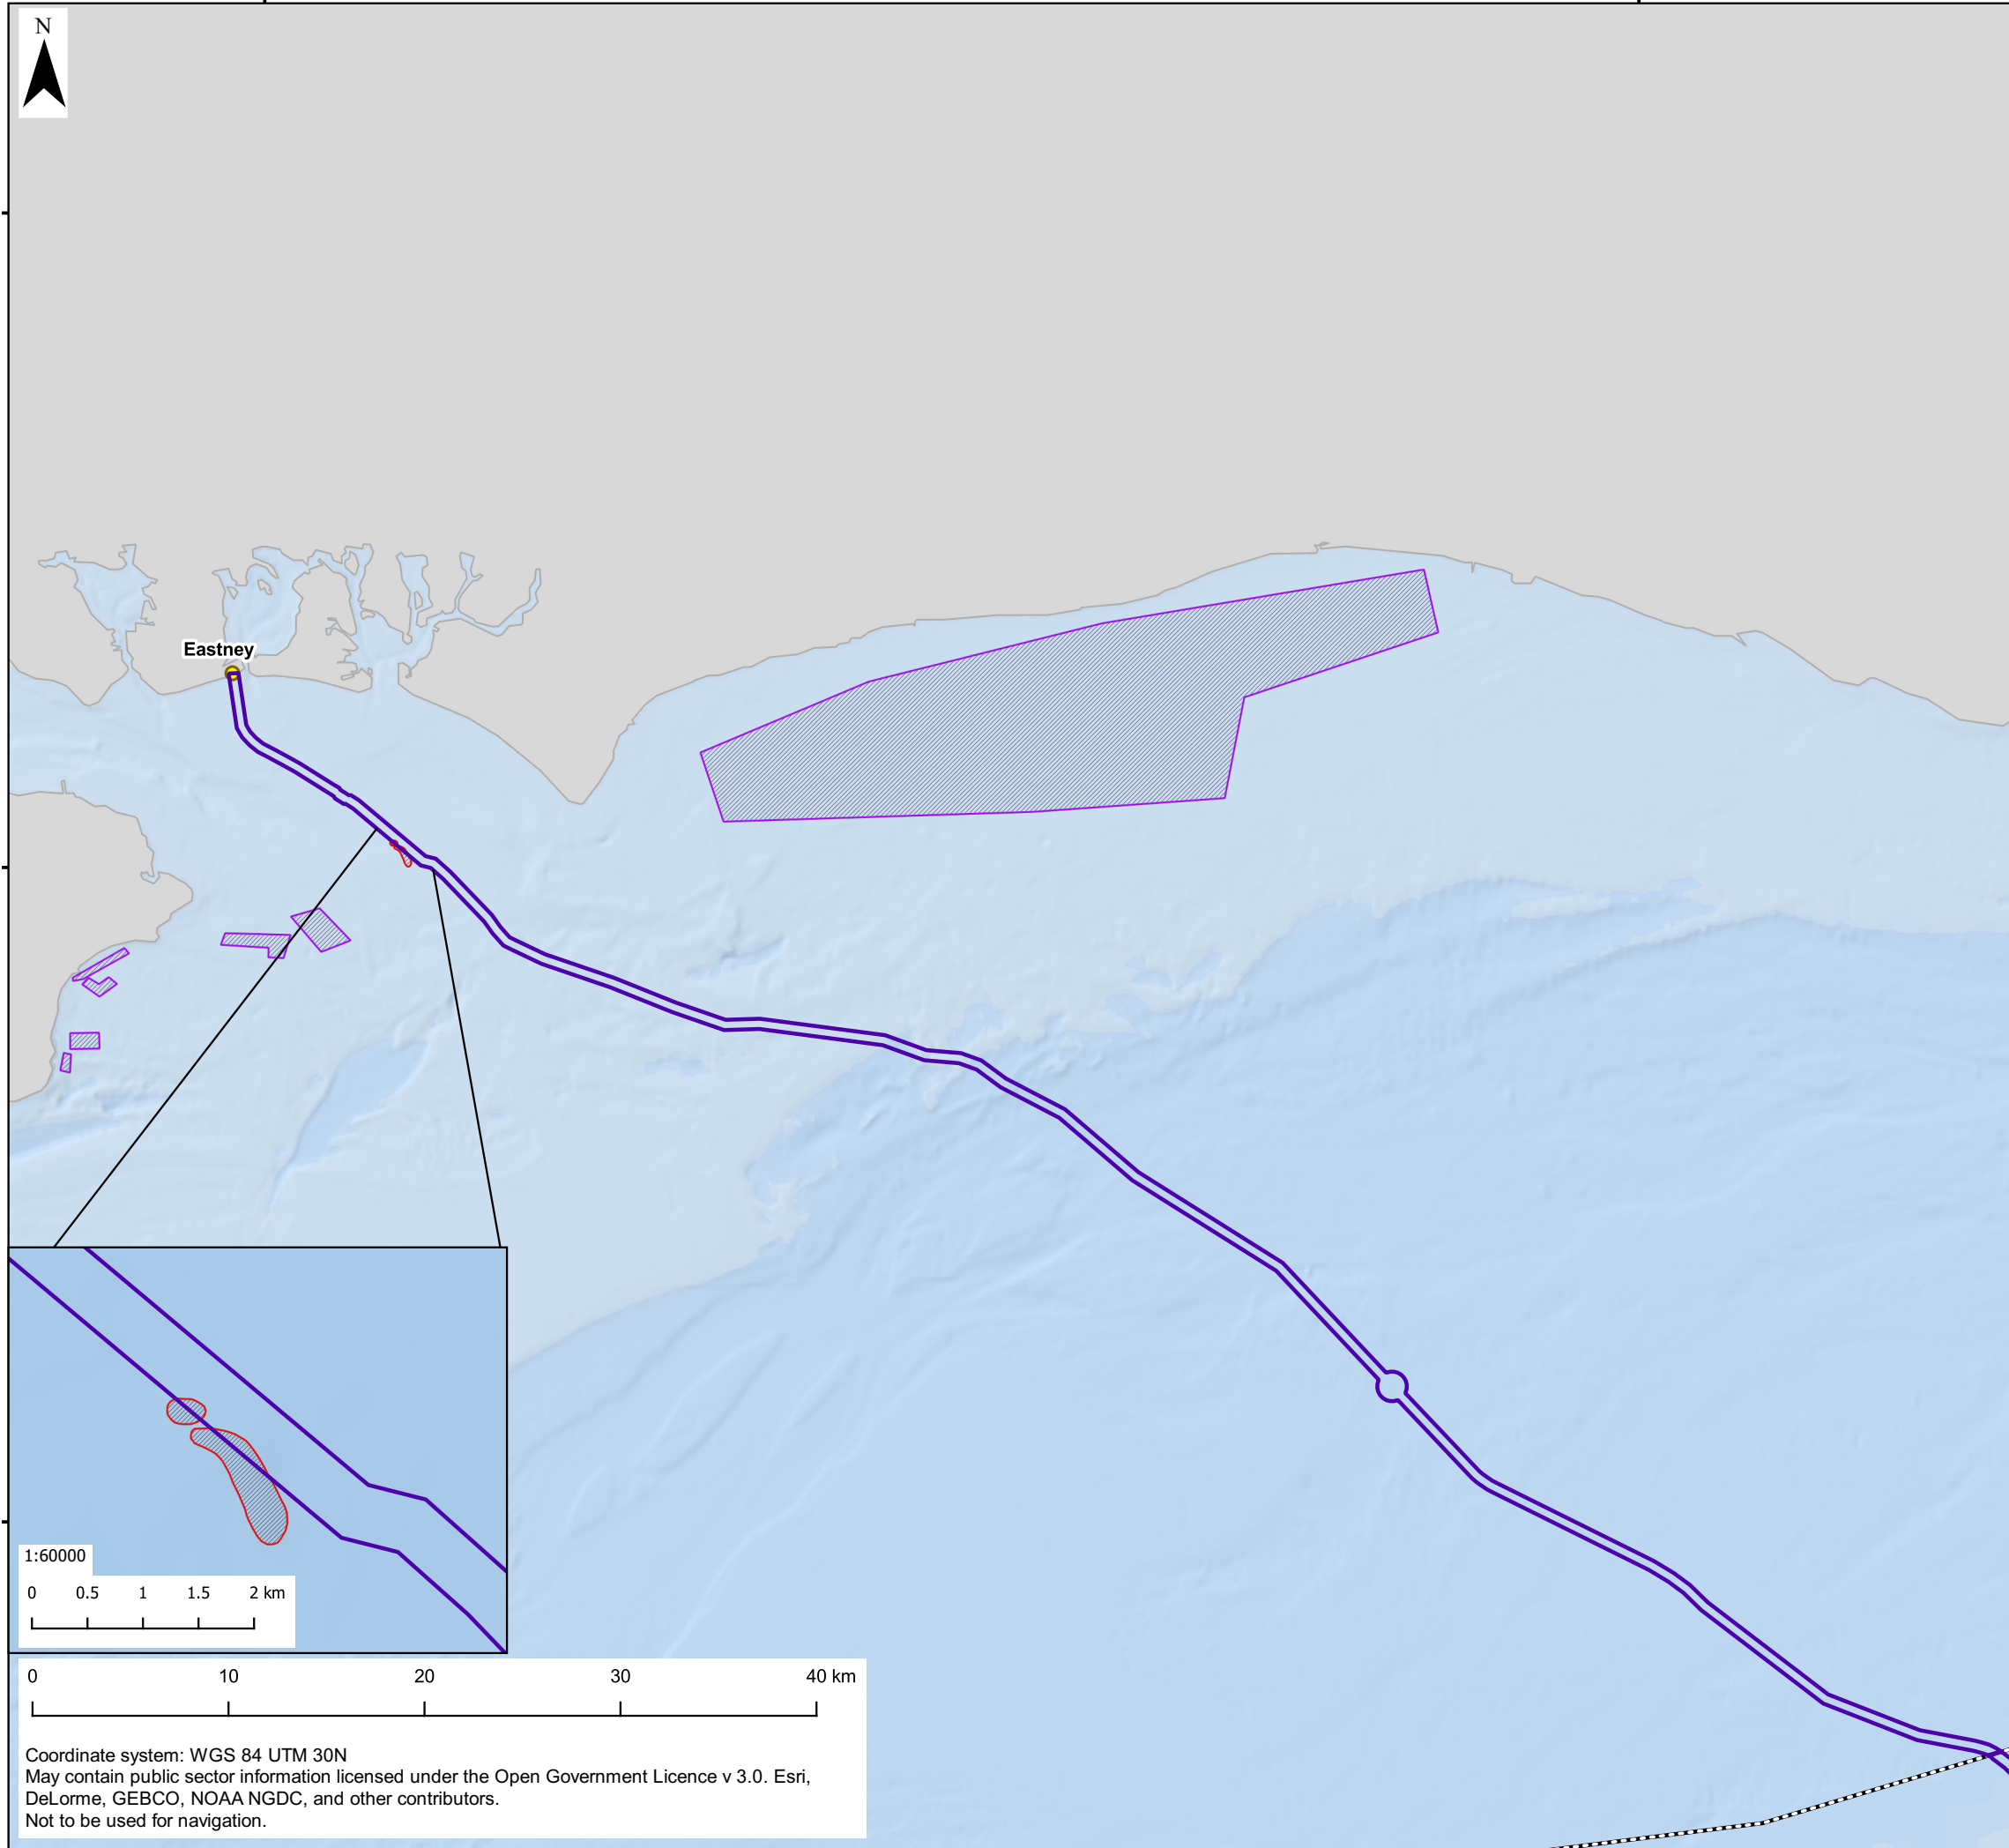 N
Eastney
1:60000
0 0.5 1 1.5 2 km
0 10 20 30 40 km
Coordinate system: WGS 84 UTM 30N
May contain public sector information licensed under the Open Government Licence v 3.0. Esri,
DeLorme, GEBCO, NOAA NGDC, and other contributors.
Not to be used for navigation.